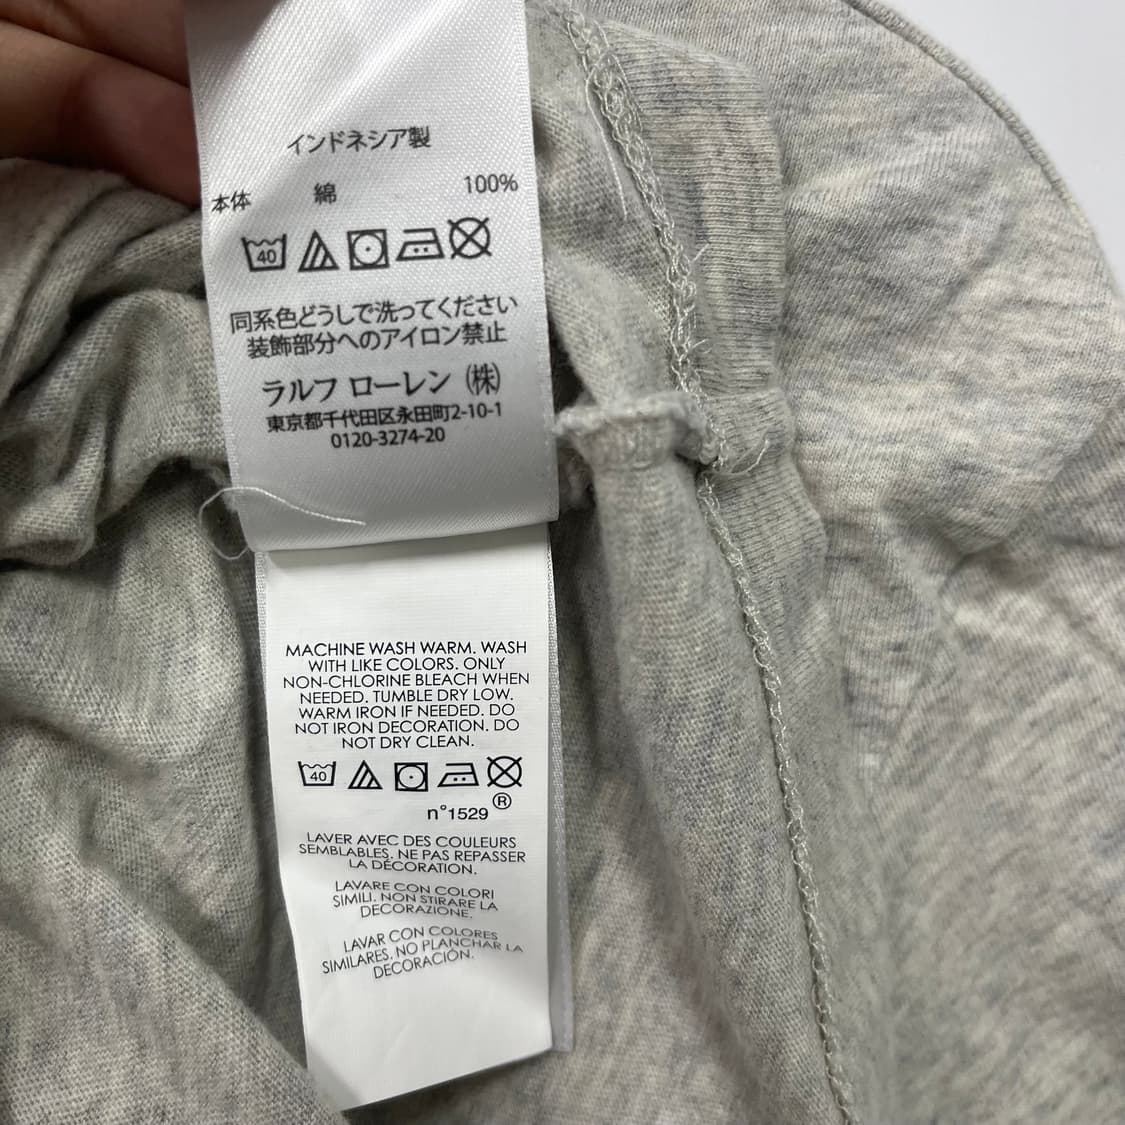 インドネシア製
本体 綿 100%
40
同系色どうしで洗ってください
装飾部分へのアイロン禁止
ラルフ ローレン (株)
東京都千代田区永田町2-10-1
0120-3274-20
MACHINE WASH WARM. WASH
WITH LIKE COLORS. ONLY
NON-CHLORINE BLEACH WHEN
NEEDED. TUMBLE DRY LOW.
WARM IRON IF NEEDED. DO
NOT IRON DECORATION. DO
NOT DRY CLEAN.
40
n°1529 ®
LAVER AVEC DES COULEURS
SEMBLABLES. NE PAS REPASSER
LA DÉCORATION.
LAVARE CON COLORI
SIMILI. NON STIRARE LA
DECORAZIONE.
LAVAR CON COLORES
SIMILARES. NO PLANCHAR LA
DECORACIÓN.